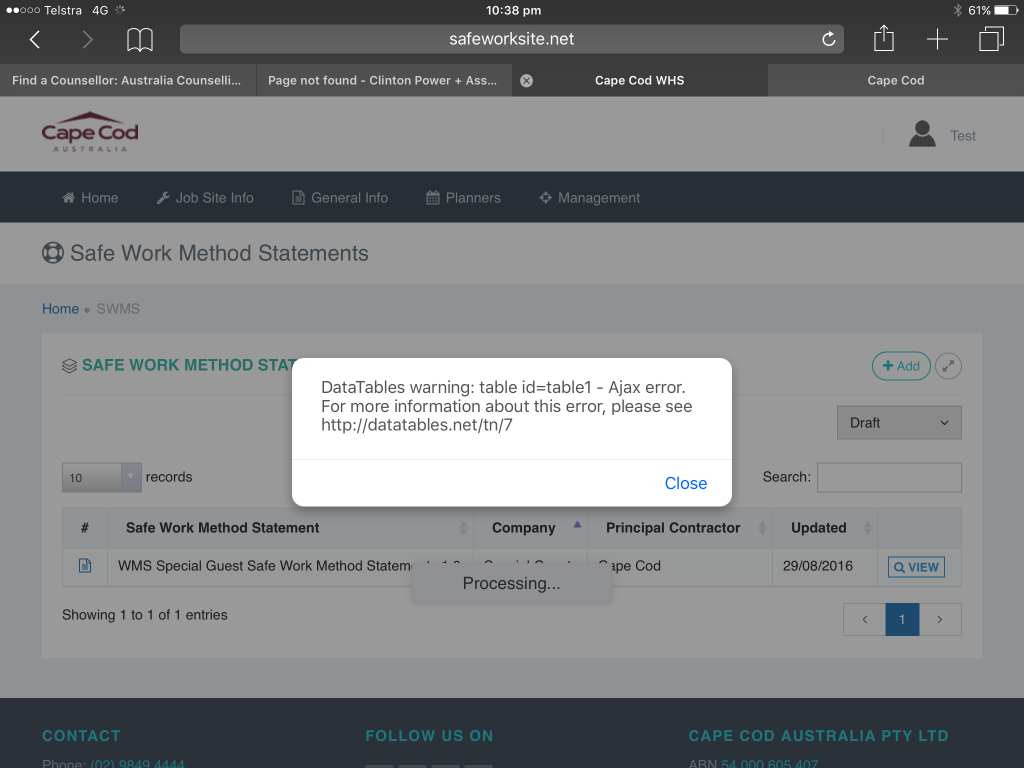 Telstra 4G 10:38 pm 61%
safeworksite.net
Find a Counsellor: Australia Counselli... Page not found - Clinton Power + Ass... Cape Cod WHS Cape Cod
Cape Cod
AUSTRALIA
Test
Home Job Site Info General Info Planners Management
Safe Work Method Statements
Home SWMS
SAFE WORK METHOD STAT
Add
DataTables warning: table id=table1 - Ajax error.
For more information about this error, please see
http://datatables.net/tn/7
Close
Draft
10 records Search:
# Safe Work Method Statement Company Principal Contractor Updated
WMS Special Guest Safe Work Method Statement 1.0 Special Guest Cape Cod 29/08/2016 VIEW
Processing...
Showing 1 to 1 of 1 entries
< 1 >
CONTACT FOLLOW US ON CAPE COD AUSTRALIA PTY LTD
Phone: (02) 9849 4444 ABN 54 000 605 407